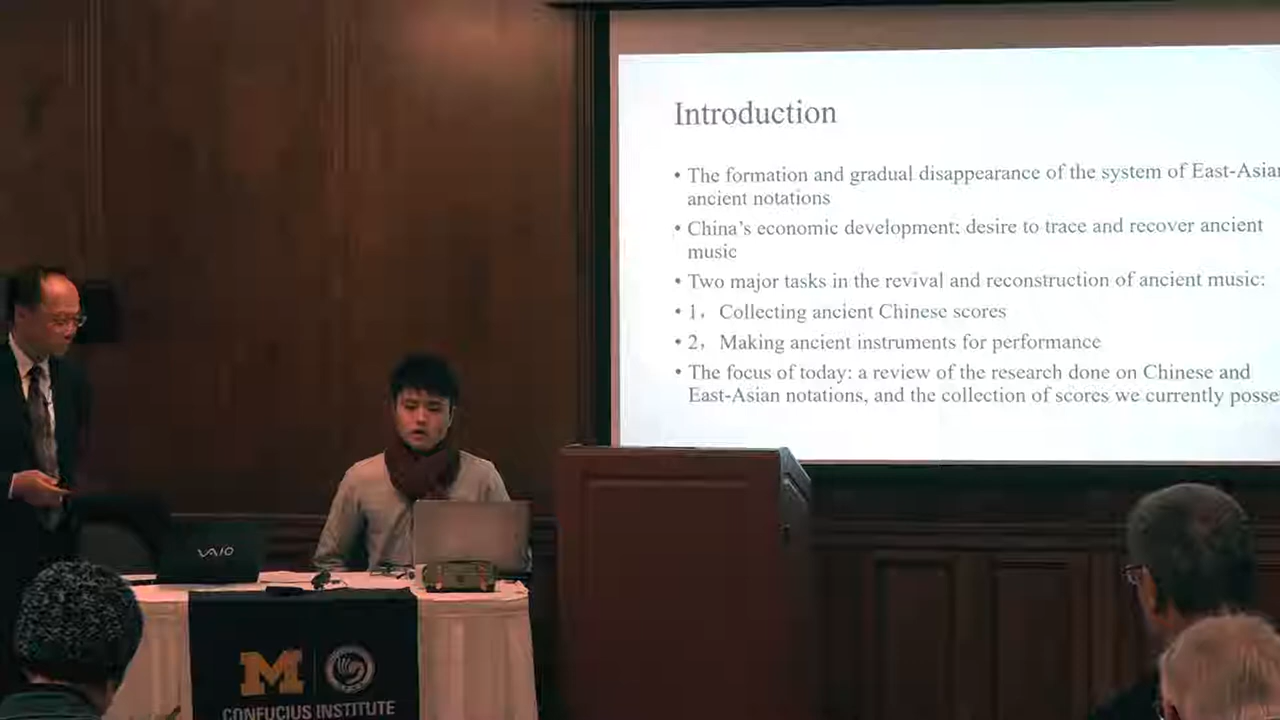 Introduction
• The formation and gradual disappearance of the system of East-Asian
ancient notations
• China's economic development: desire to trace and recover ancient
music
• Two major tasks in the revival and reconstruction of ancient music:
• 1， Collecting ancient Chinese scores
• 2， Making ancient instruments for performance
• The focus of today: a review of the research done on Chinese and
East-Asian notations, and the collection of scores we currently posse
VAIO
M
CONFUCIUS INSTITUTE